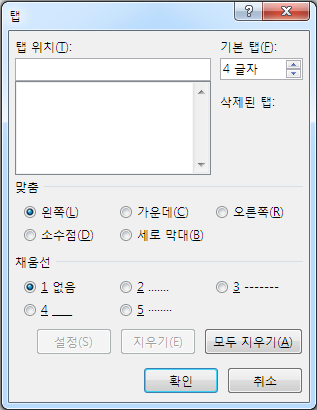 탭
탭 위치(T): 기본 탭(F):
4 글자
삭제된 탭:
맞춤
왼쪽(L) 가운데(C) 오른쪽(R)
소수점(D) 세로 막대(B)
채움선
1 없음 2 ....... 3 -------
4 ___ 5 ········
설정(S) 지우기(E) 모두 지우기(A)
확인 취소